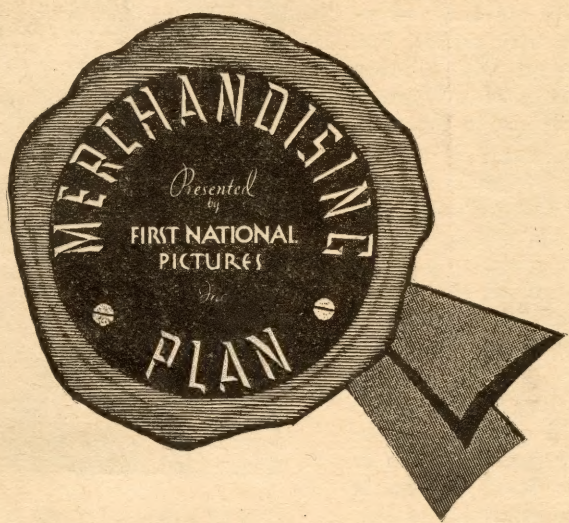 MERCHANDISING
Presented
by
FIRST NATIONAL
PICTURES
Inc
PLAN